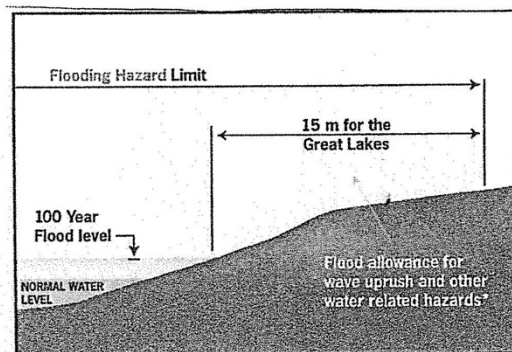 Flooding Hazard Limit
15 m for the
Great Lakes
100 Year
Flood level
NORMAL WATER
LEVEL
Flood allowance for
wave uprush and other
water related hazards*